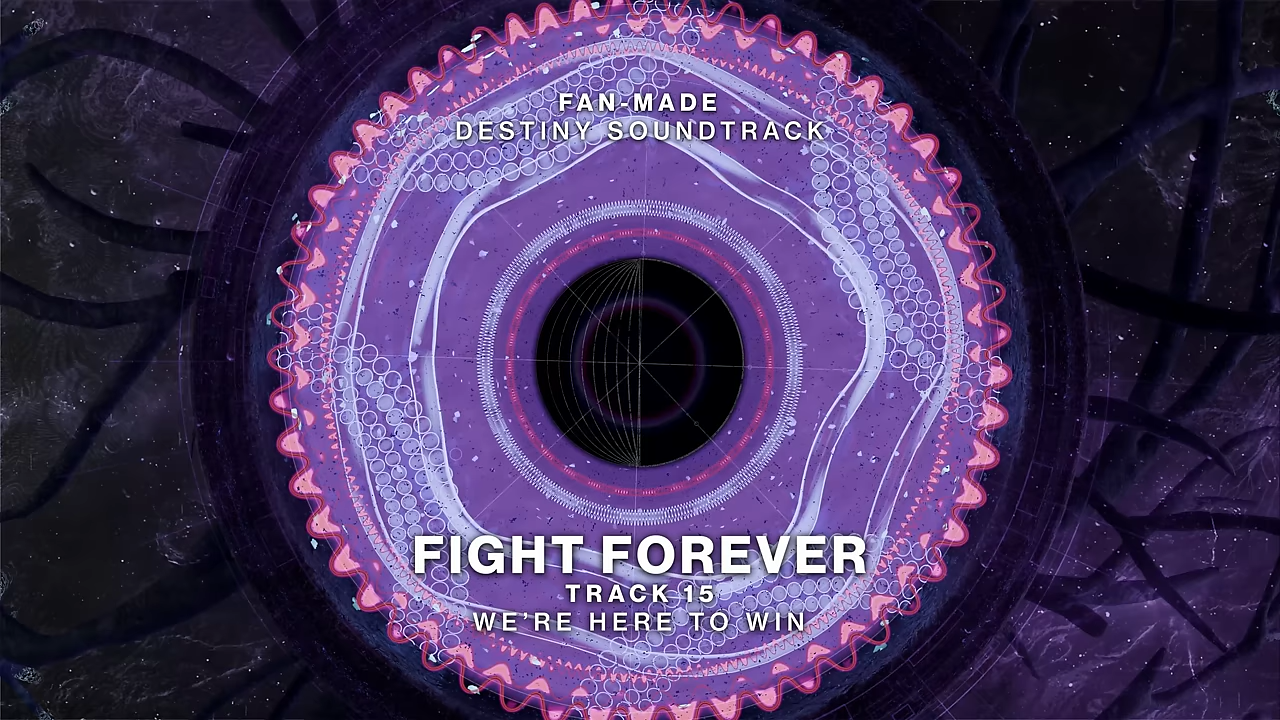 FAN-MADE
DESTINY SOUNDTRACK
FIGHT FOREVER
TRACK 15
WE'RE HERE TO WIN